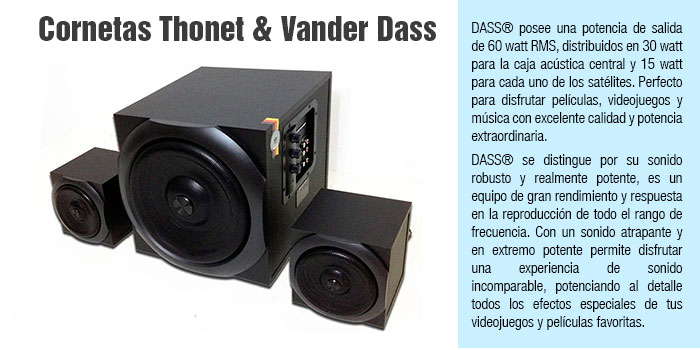 Cornetas Thonet & Vander Dass
DASS® posee una potencia de salida
de 60 watt RMS, distribuidos en 30 watt
para la caja acústica central y 15 watt
para cada uno de los satélites. Perfecto
para disfrutar películas, videojuegos y
música con excelente calidad y potencia
extraordinaria.
DASS® se distingue por su sonido
robusto y realmente potente, es un
equipo de gran rendimiento y respuesta
en la reproducción de todo el rango de
frecuencia. Con un sonido atrapante y
en extremo potente permite disfrutar
una experiencia de sonido
incomparable, potenciando al detalle
todos los efectos especiales de tus
videojuegos y películas favoritas.